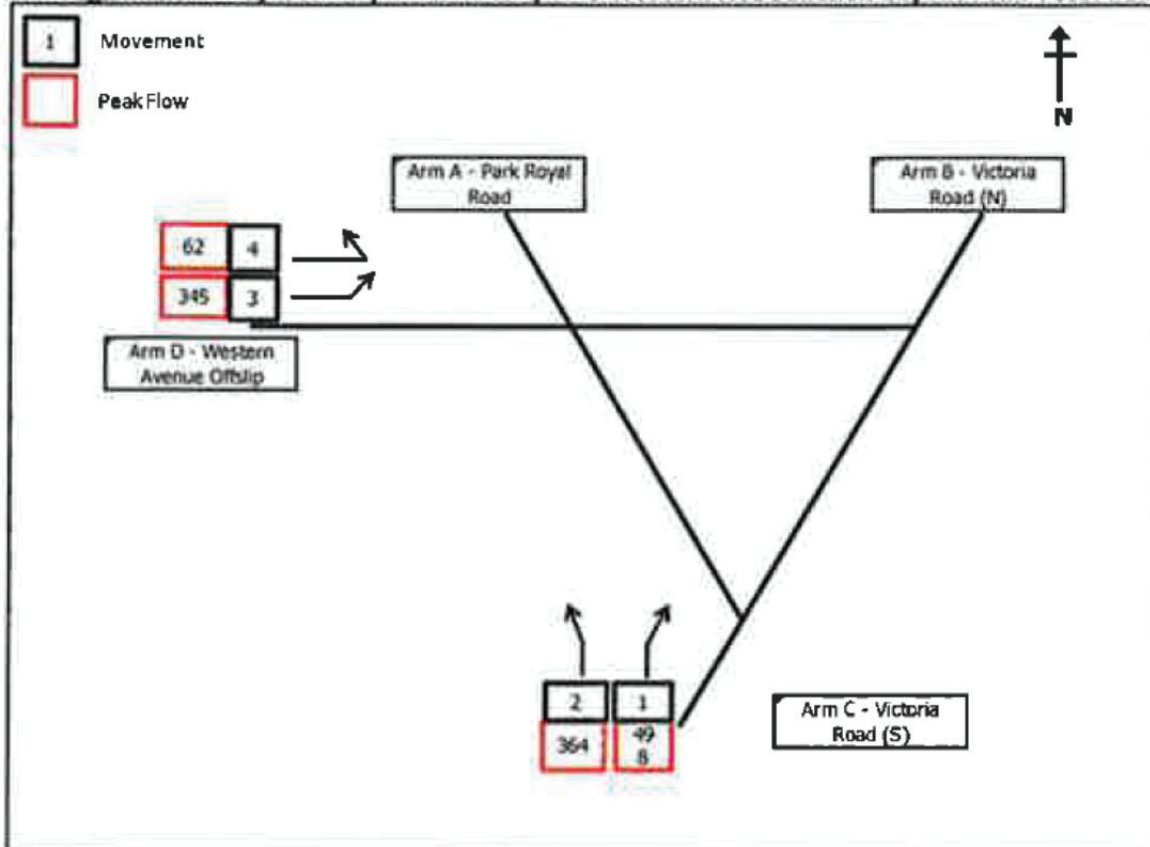 1
Movement
Peak Flow
N
Arm A - Park Royal
Road
Arm B - Victoria
Road (N)
62
4
345
3
Arm D - Western
Avenue Offslip
2
1
364
49
8
Arm C - Victoria
Road (S)